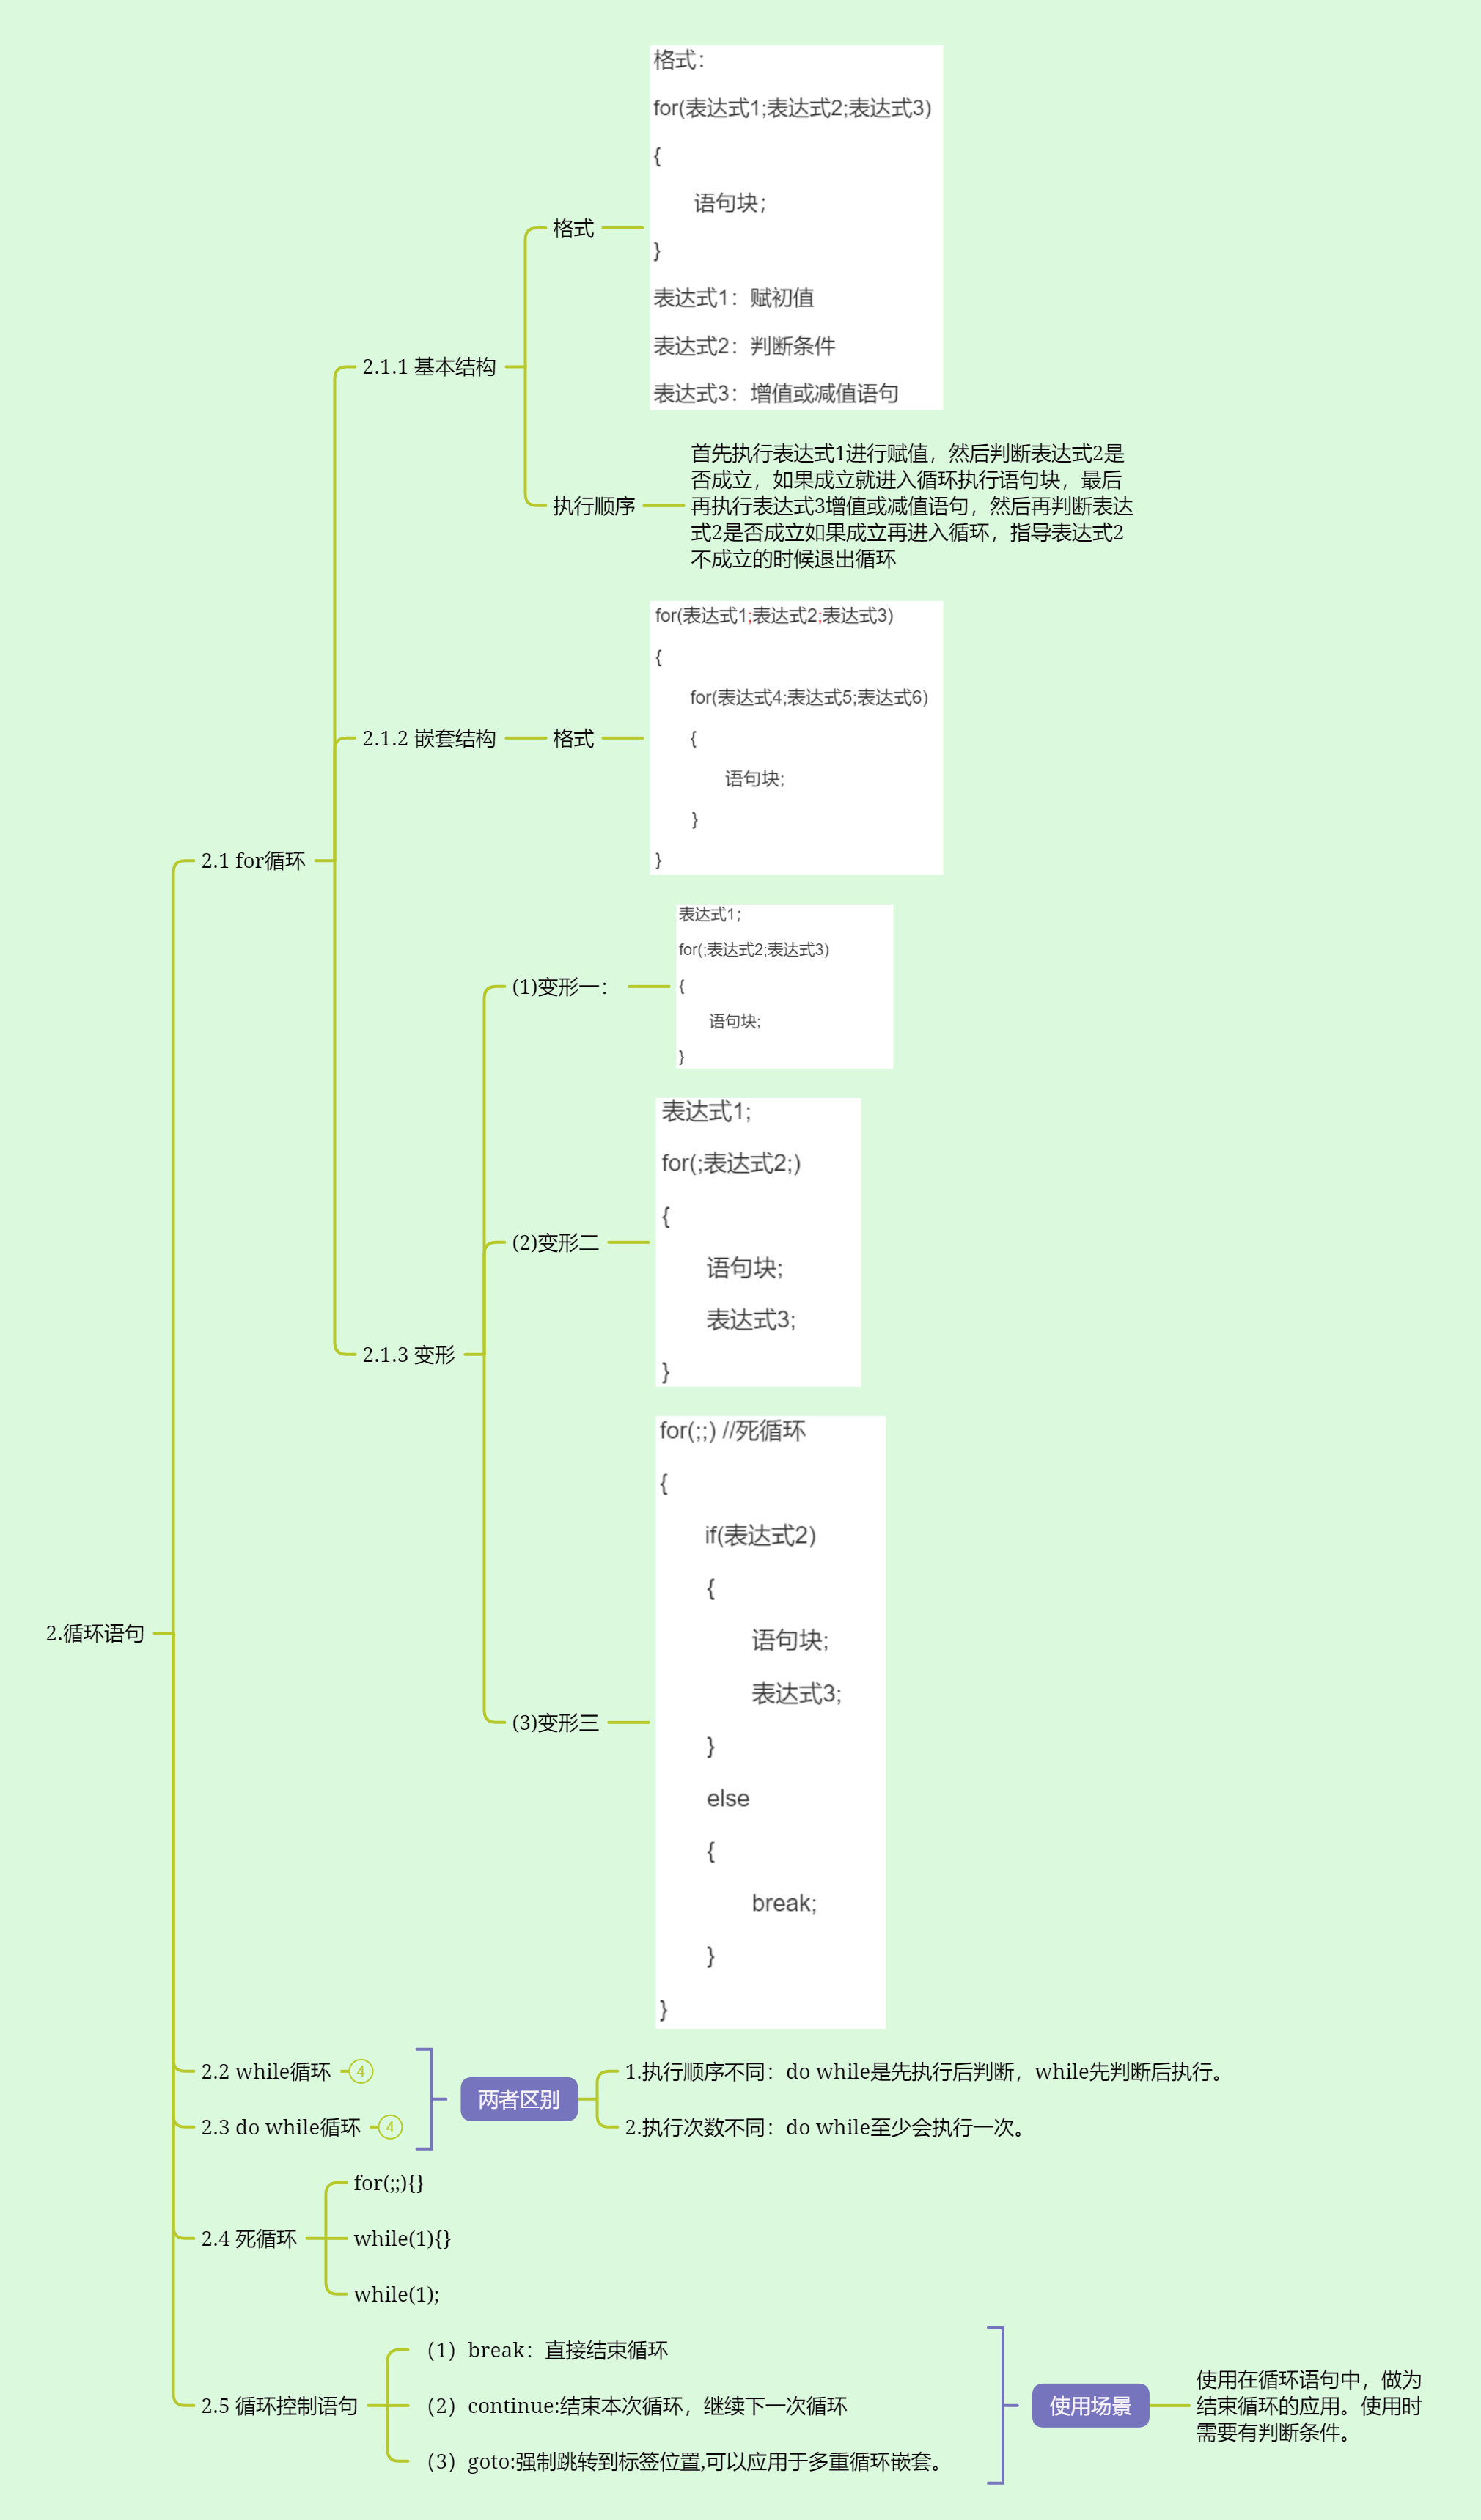 2.循环语句
2.1 for循环
2.1.1 基本结构
格式
格式：
for(表达式1;表达式2;表达式3)
{
语句块；
}
表达式1：赋初值
表达式2：判断条件
表达式3：增值或减值语句
执行顺序
首先执行表达式1进行赋值，然后判断表达式2是
否成立，如果成立就进入循环执行语句块，最后
再执行表达式3增值或减值语句，然后再判断表达
式2是否成立如果成立再进入循环，指导表达式2
不成立的时候退出循环
2.1.2 嵌套结构
格式
for(表达式1;表达式2;表达式3)
{
for(表达式4;表达式5;表达式6)
{
语句块;
}
}
2.1.3 变形
(1)变形一：
表达式1；
for(;表达式2;表达式3)
{
语句块;
}
(2)变形二
表达式1;
for(;表达式2;)
{
语句块;
表达式3;
}
(3)变形三
for(;;) //死循环
{
if(表达式2)
{
语句块;
表达式3;
}
else
{
break;
}
}
2.2 while循环
4
2.3 do while循环
4
两者区别
1.执行顺序不同：do while是先执行后判断，while先判断后执行。
2.执行次数不同：do while至少会执行一次。
2.4 死循环
for(;;){}
while(1){}
while(1);
2.5 循环控制语句
（1）break：直接结束循环
（2）continue:结束本次循环，继续下一次循环
（3）goto:强制跳转到标签位置,可以应用于多重循环嵌套。
使用场景
使用在循环语句中，做为
结束循环的应用。使用时
需要有判断条件。